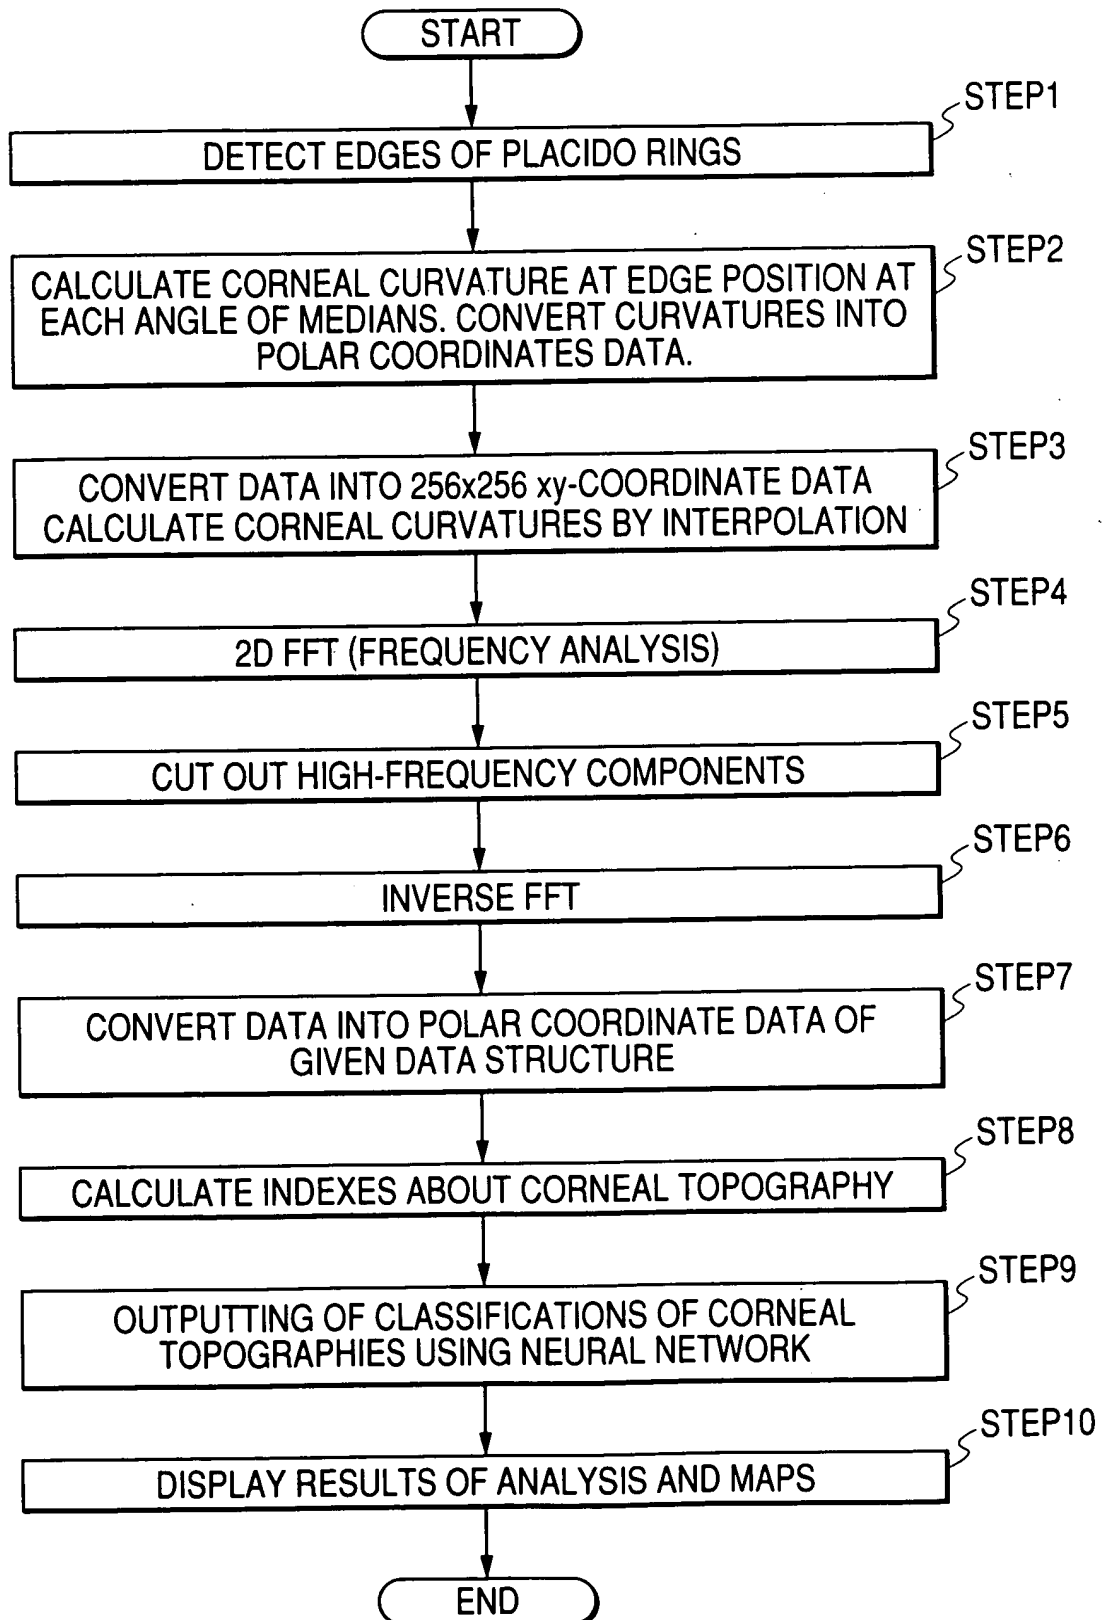 START
STEP1
DETECT EDGES OF PLACIDO RINGS
STEP2
CALCULATE CORNEAL CURVATURE AT EDGE POSITION AT
EACH ANGLE OF MEDIANS. CONVERT CURVATURES INTO
POLAR COORDINATES DATA.
STEP3
CONVERT DATA INTO 256x256 xy-COORDINATE DATA
CALCULATE CORNEAL CURVATURES BY INTERPOLATION
STEP4
2D FFT (FREQUENCY ANALYSIS)
STEP5
CUT OUT HIGH-FREQUENCY COMPONENTS
STEP6
INVERSE FFT
STEP7
CONVERT DATA INTO POLAR COORDINATE DATA OF
GIVEN DATA STRUCTURE
STEP8
CALCULATE INDEXES ABOUT CORNEAL TOPOGRAPHY
STEP9
OUTPUTTING OF CLASSIFICATIONS OF CORNEAL
TOPOGRAPHIES USING NEURAL NETWORK
STEP10
DISPLAY RESULTS OF ANALYSIS AND MAPS
END